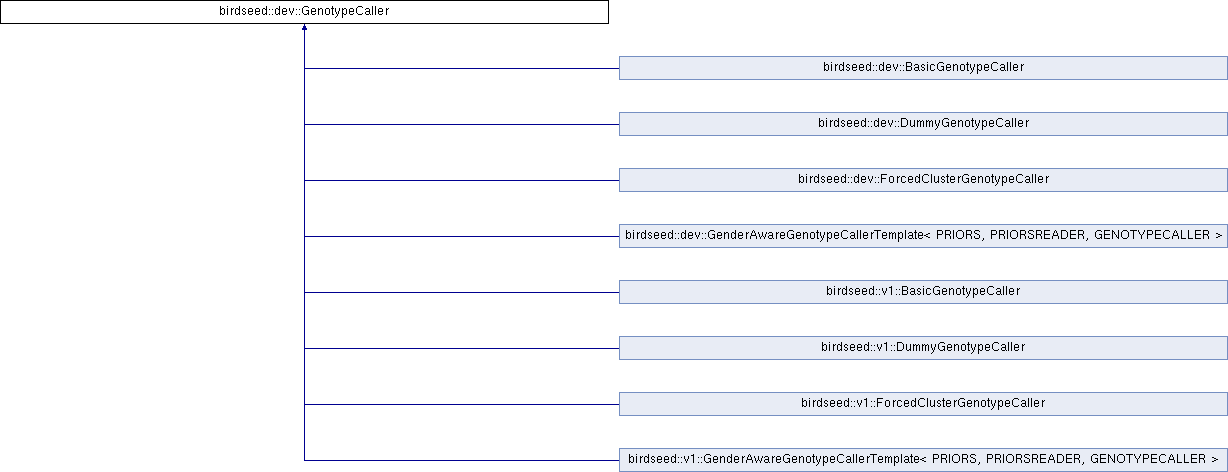 birdseed::dev::GenotypeCaller
birdseed::dev::BasicGenotypeCaller
birdseed::dev::DummyGenotypeCaller
birdseed::dev::ForcedClusterGenotypeCaller
birdseed::dev::GenderAwareGenotypeCallerTemplate< PRIORS, PRIORSREADER, GENOTYPECALLER >
birdseed::v1::BasicGenotypeCaller
birdseed::v1::DummyGenotypeCaller
birdseed::v1::ForcedClusterGenotypeCaller
birdseed::v1::GenderAwareGenotypeCallerTemplate< PRIORS, PRIORSREADER, GENOTYPECALLER >